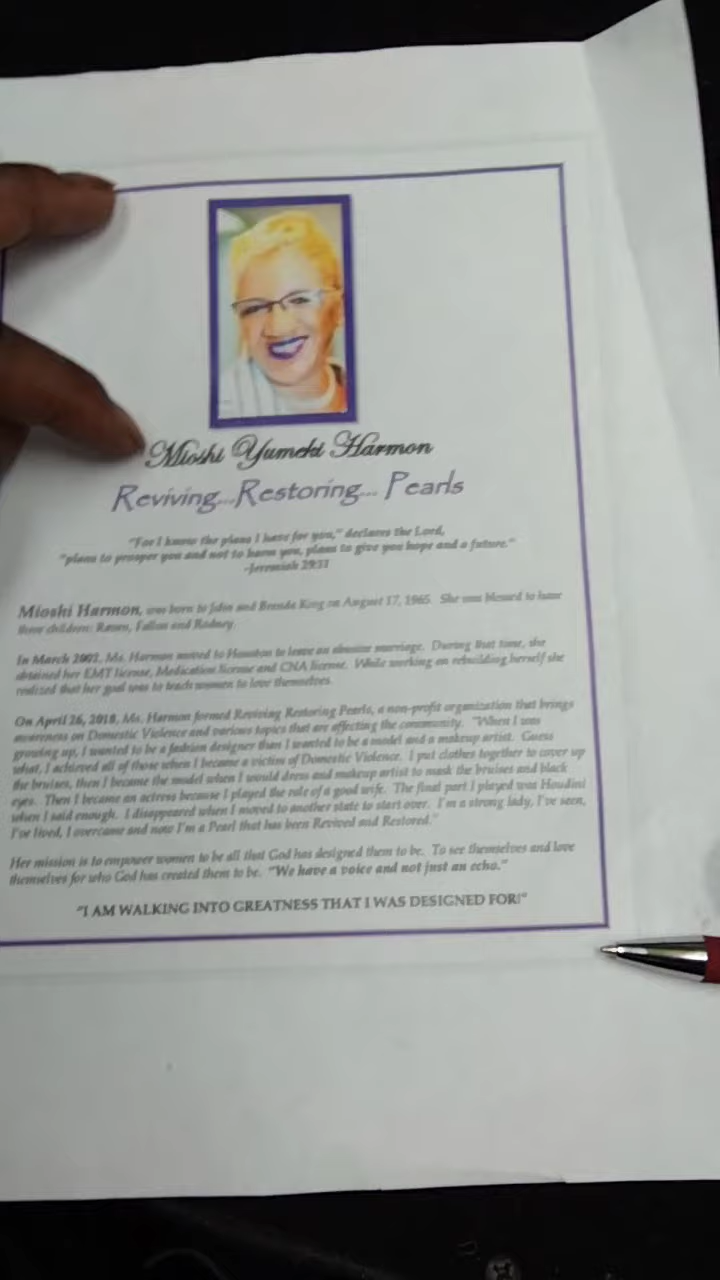 Mioshi Yumeki Harmon
Reviving...Restoring... Pearls
"For I know the plans I have for you," declares the Lord,
"plans to prosper you and not to harm you, plans to give you hope and a future."
-Jeremiah 29:11
Mioshi Harmon, was born to John and Brenda King on August 17, 1965. She was blessed to have
three children: Raven, Fallon and Rodney.
In March 2002, Ms. Harmon moved to Houston to leave an abusive marriage. During that time, she
obtained her EMT license, Medication license and CNA license. While working on rebuilding herself she
realized that her goal was to teach women to love themselves.
On April 26, 2018, Ms. Harmon formed Reviving Restoring Pearls, a non-profit organization that brings
awareness on Domestic Violence and various topics that are affecting the community. "When I was
growing up, I wanted to be a fashion designer than I wanted to be a model and a makeup artist. Guess
what, I achieved all of those when I became a victim of Domestic Violence. I put clothes together to cover up
the bruises, then I became the model when I would dress and makeup artist to mask the bruises and black
eyes. Then I became an actress because I played the role of a good wife. The final part I played was Houdini
when I said enough. I disappeared when I moved to another state to start over. I'm a strong lady, I've seen,
I've lived, I overcame and now I'm a Pearl that has been Revived and Restored."
Her mission is to empower women to be all that God has designed them to be. To see themselves and love
themselves for who God has created them to be. "We have a voice and not just an echo."
"I AM WALKING INTO GREATNESS THAT I WAS DESIGNED FOR!"